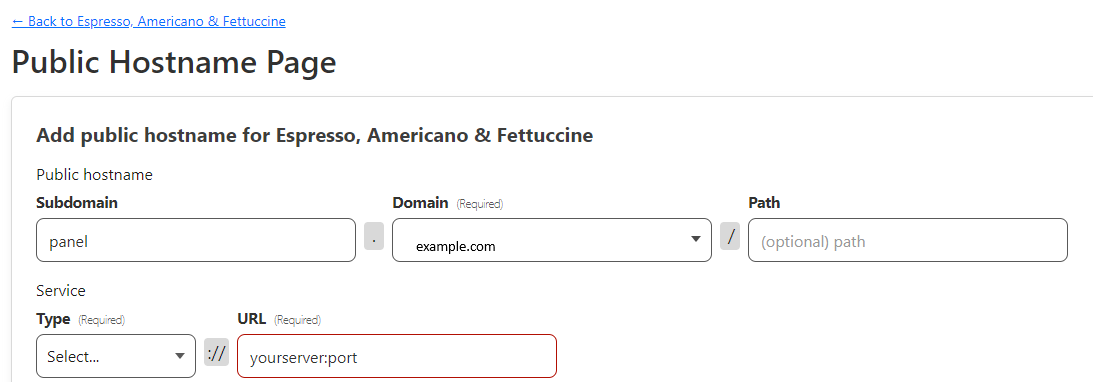 ← Back to Espresso, Americano & Fettuccine
Public Hostname Page
Add public hostname for Espresso, Americano & Fettuccine
Public hostname
Subdomain Domain (Required) Path
panel . example.com / (optional) path
Service
Type (Required) URL (Required)
Select... :// yourserver:port